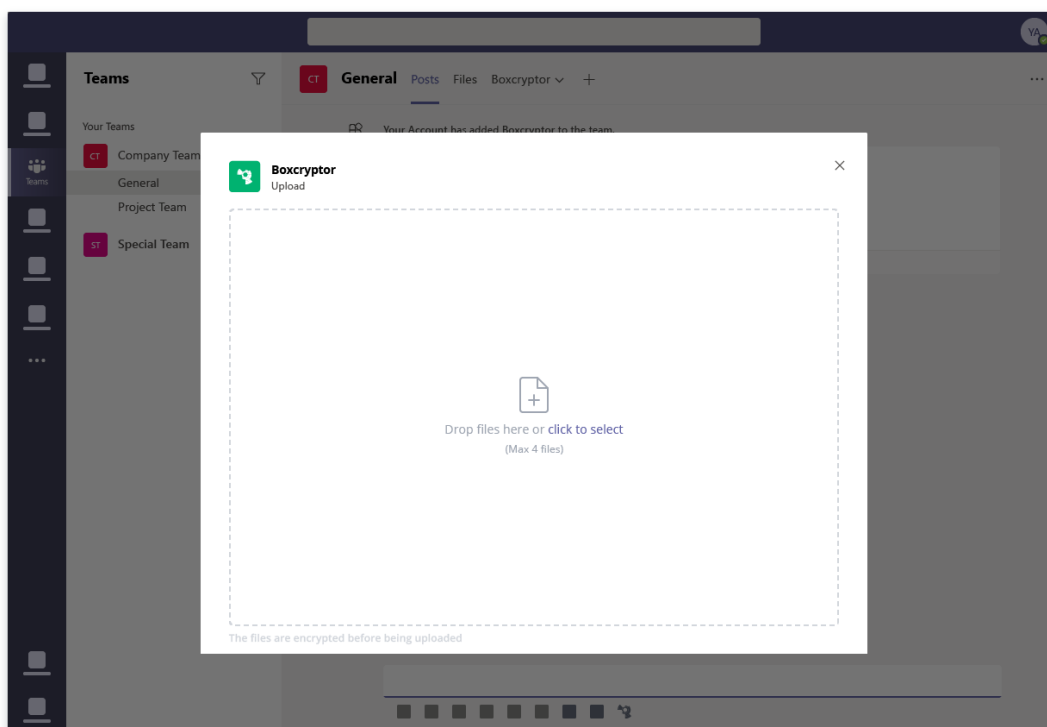 YA
Teams
CT General Posts Files Boxcryptor +
Your Teams
Your Account has added Boxcryptor to the team.
CT Company Team
Teams
General
Project Team
ST Special Team
Boxcryptor
Upload
Drop files here or click to select
(Max 4 files)
The files are encrypted before being uploaded